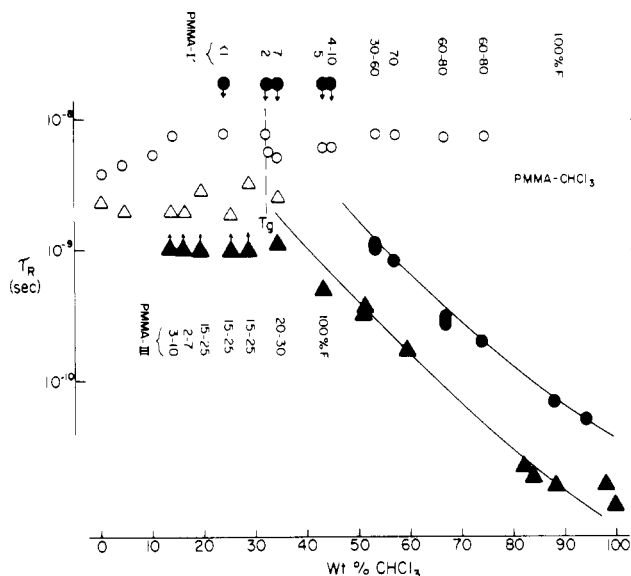 PMMA-I' { <1 2 7 5 4-10 30-60 70 60-80 60-80 100%F
10⁻⁸
PMMA-CHCl₃
Tg
10⁻⁹
τR
(sec)
PMMA-III { 3-10 2-7 15-25 15-25 15-25 20-30 100%F
10⁻¹⁰
0 10 20 30 40 50 60 70 80 90 100
Wt % CHCl₃